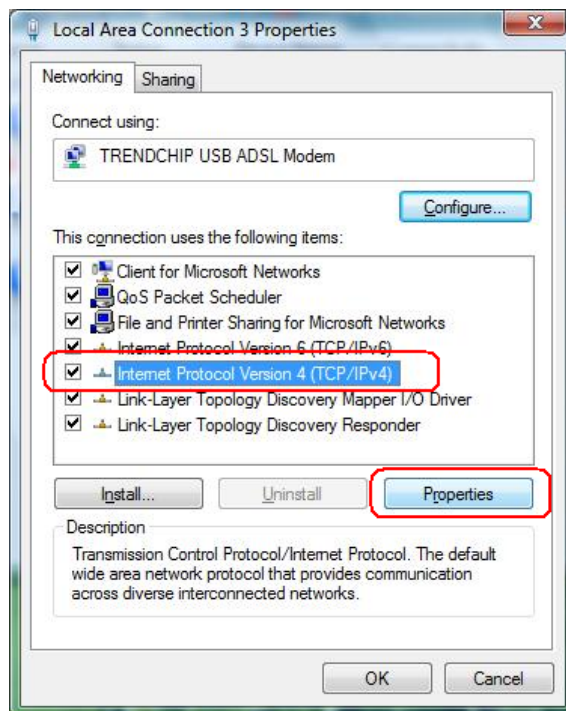 Local Area Connection 3 Properties
Networking
Sharing
Connect using:
TRENDCHIP USB ADSL Modem
Configure...
This connection uses the following items:
Client for Microsoft Networks
QoS Packet Scheduler
File and Printer Sharing for Microsoft Networks
Internet Protocol Version 6 (TCP/IPv6)
Internet Protocol Version 4 (TCP/IPv4)
Link-Layer Topology Discovery Mapper I/O Driver
Link-Layer Topology Discovery Responder
Install...
Uninstall
Properties
Description
Transmission Control Protocol/Internet Protocol. The default
wide area network protocol that provides communication
across diverse interconnected networks.
OK
Cancel